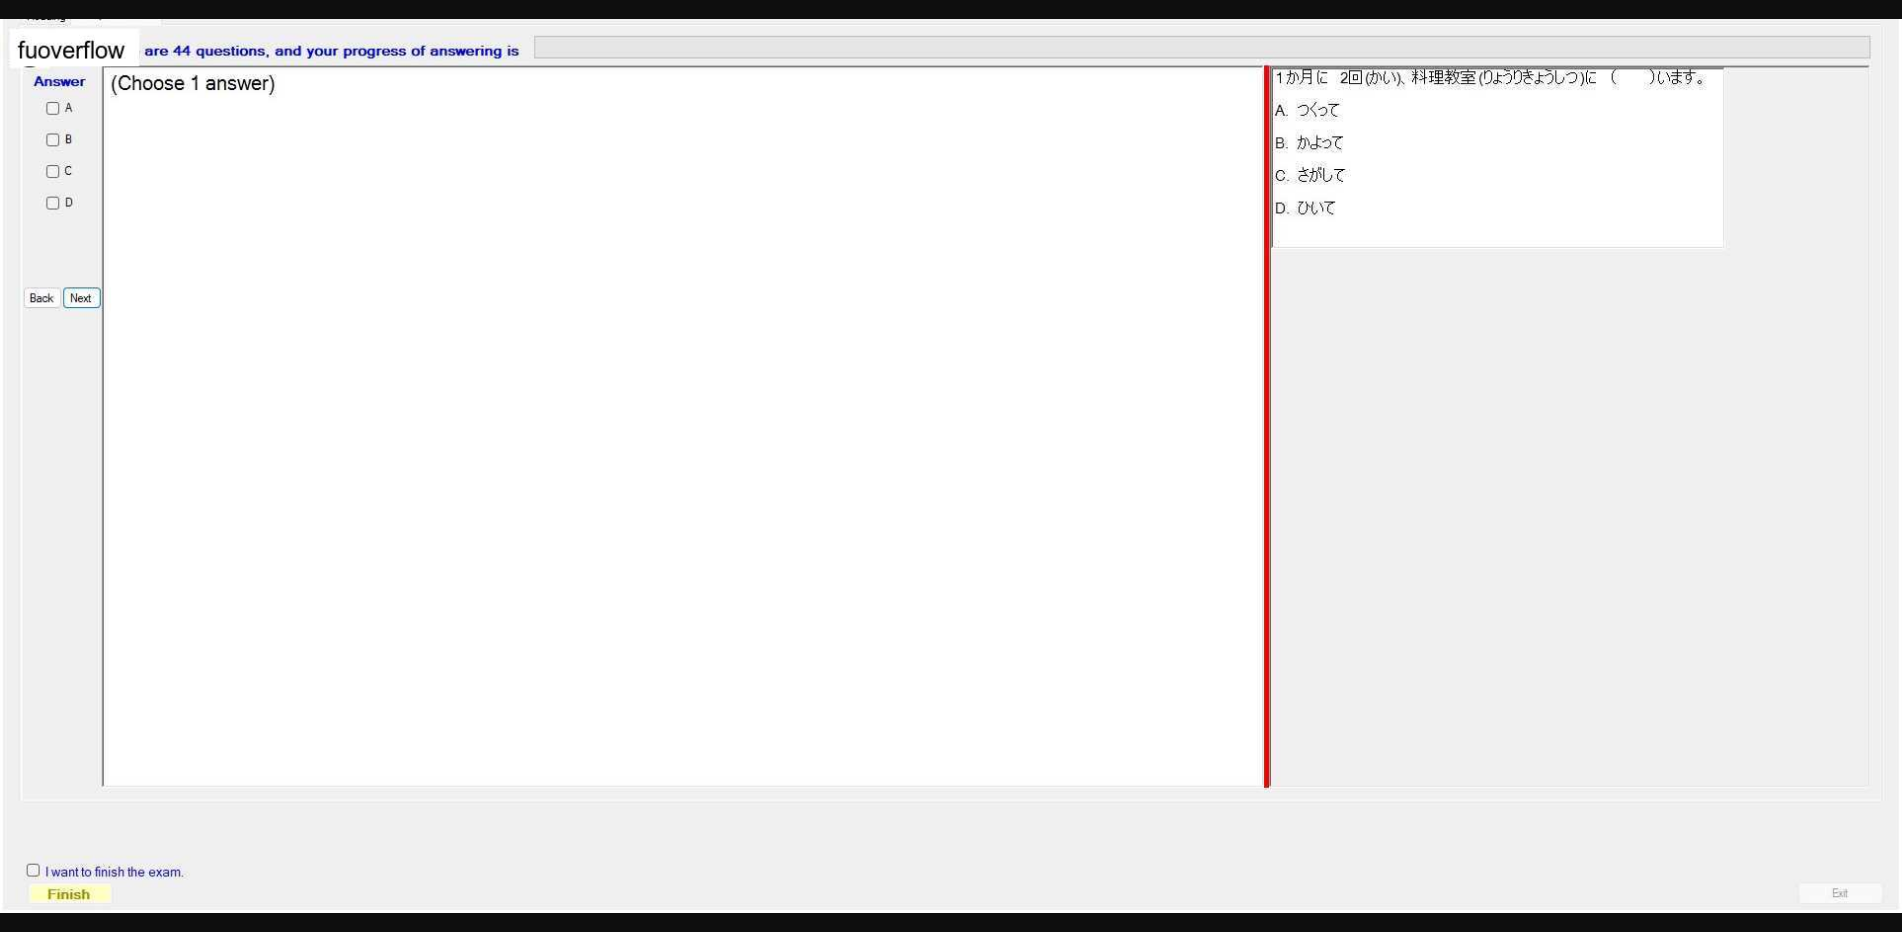 fuoverflow are 44 questions, and your progress of answering is
Answer
(Choose 1 answer)
A
B
C
D
Back Next
1か月に 2回(かい)、料理教室(りょうりきょうしつ)に ( )います。
A. つくって
B. かよって
C. さがして
D. ひいて
I want to finish the exam.
Finish
Exit